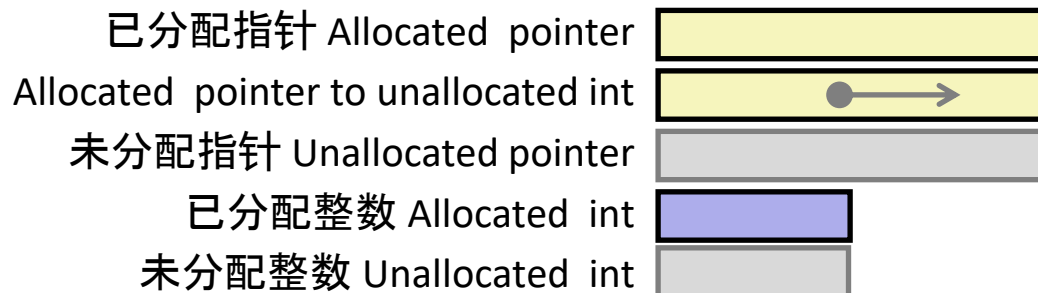 已分配指针 Allocated pointer
Allocated pointer to unallocated int
未分配指针 Unallocated pointer
已分配整数 Allocated int
未分配整数 Unallocated int